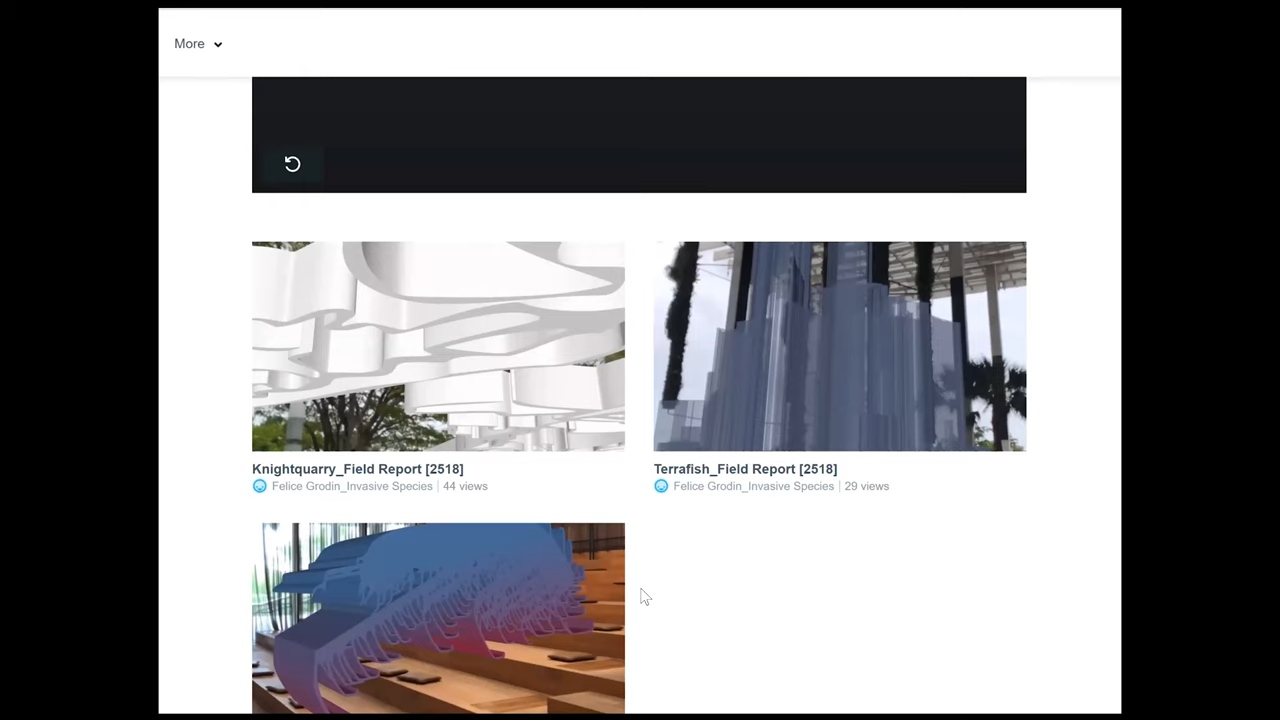 More
Knightquarry_Field Report [2518]
Felice Grodin_Invasive Species | 44 views
Terrafish_Field Report [2518]
Felice Grodin_Invasive Species | 29 views